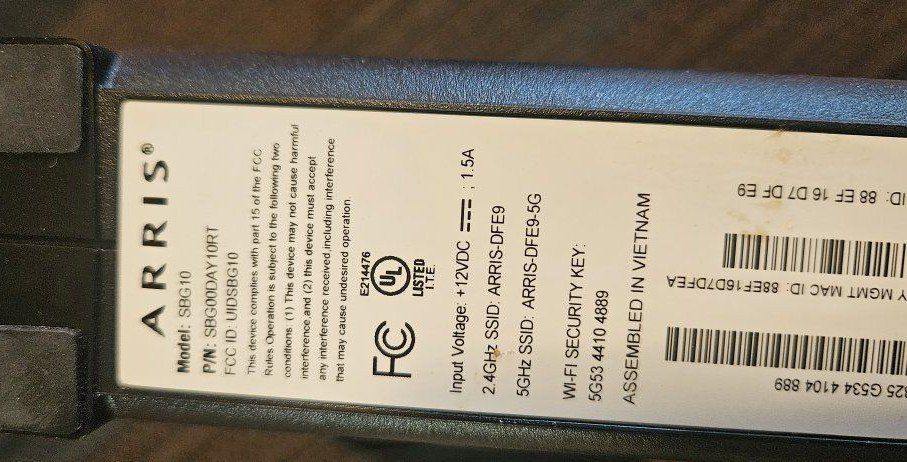 ARRIS®
Model: SBG10
P/N: SBG00DAY10RT
FCC ID: UIDSBG10
This device complies with part 15 of the FCC
Rules Operation is subject to the following two
conditions (1) This device may not cause harmful
interference,and (2) this device must accept
any interference received,including interference
that may cause undesired operation.
FC
E214476
UL
LISTED
I.T.E.
Input Voltage: +12VDC ; 1.5A
2.4GHz SSID: ARRIS-DFE9
5GHz SSID: ARRIS-DFE9-5G
WI-FI SECURITY KEY:
5G53 4410 4889
ASSEMBLED IN VIETNAM
ID: 88 EF 16 D7 DF E9
Y MGMT MAC ID: 88EF16D7DFEA
825 G534 4104 889